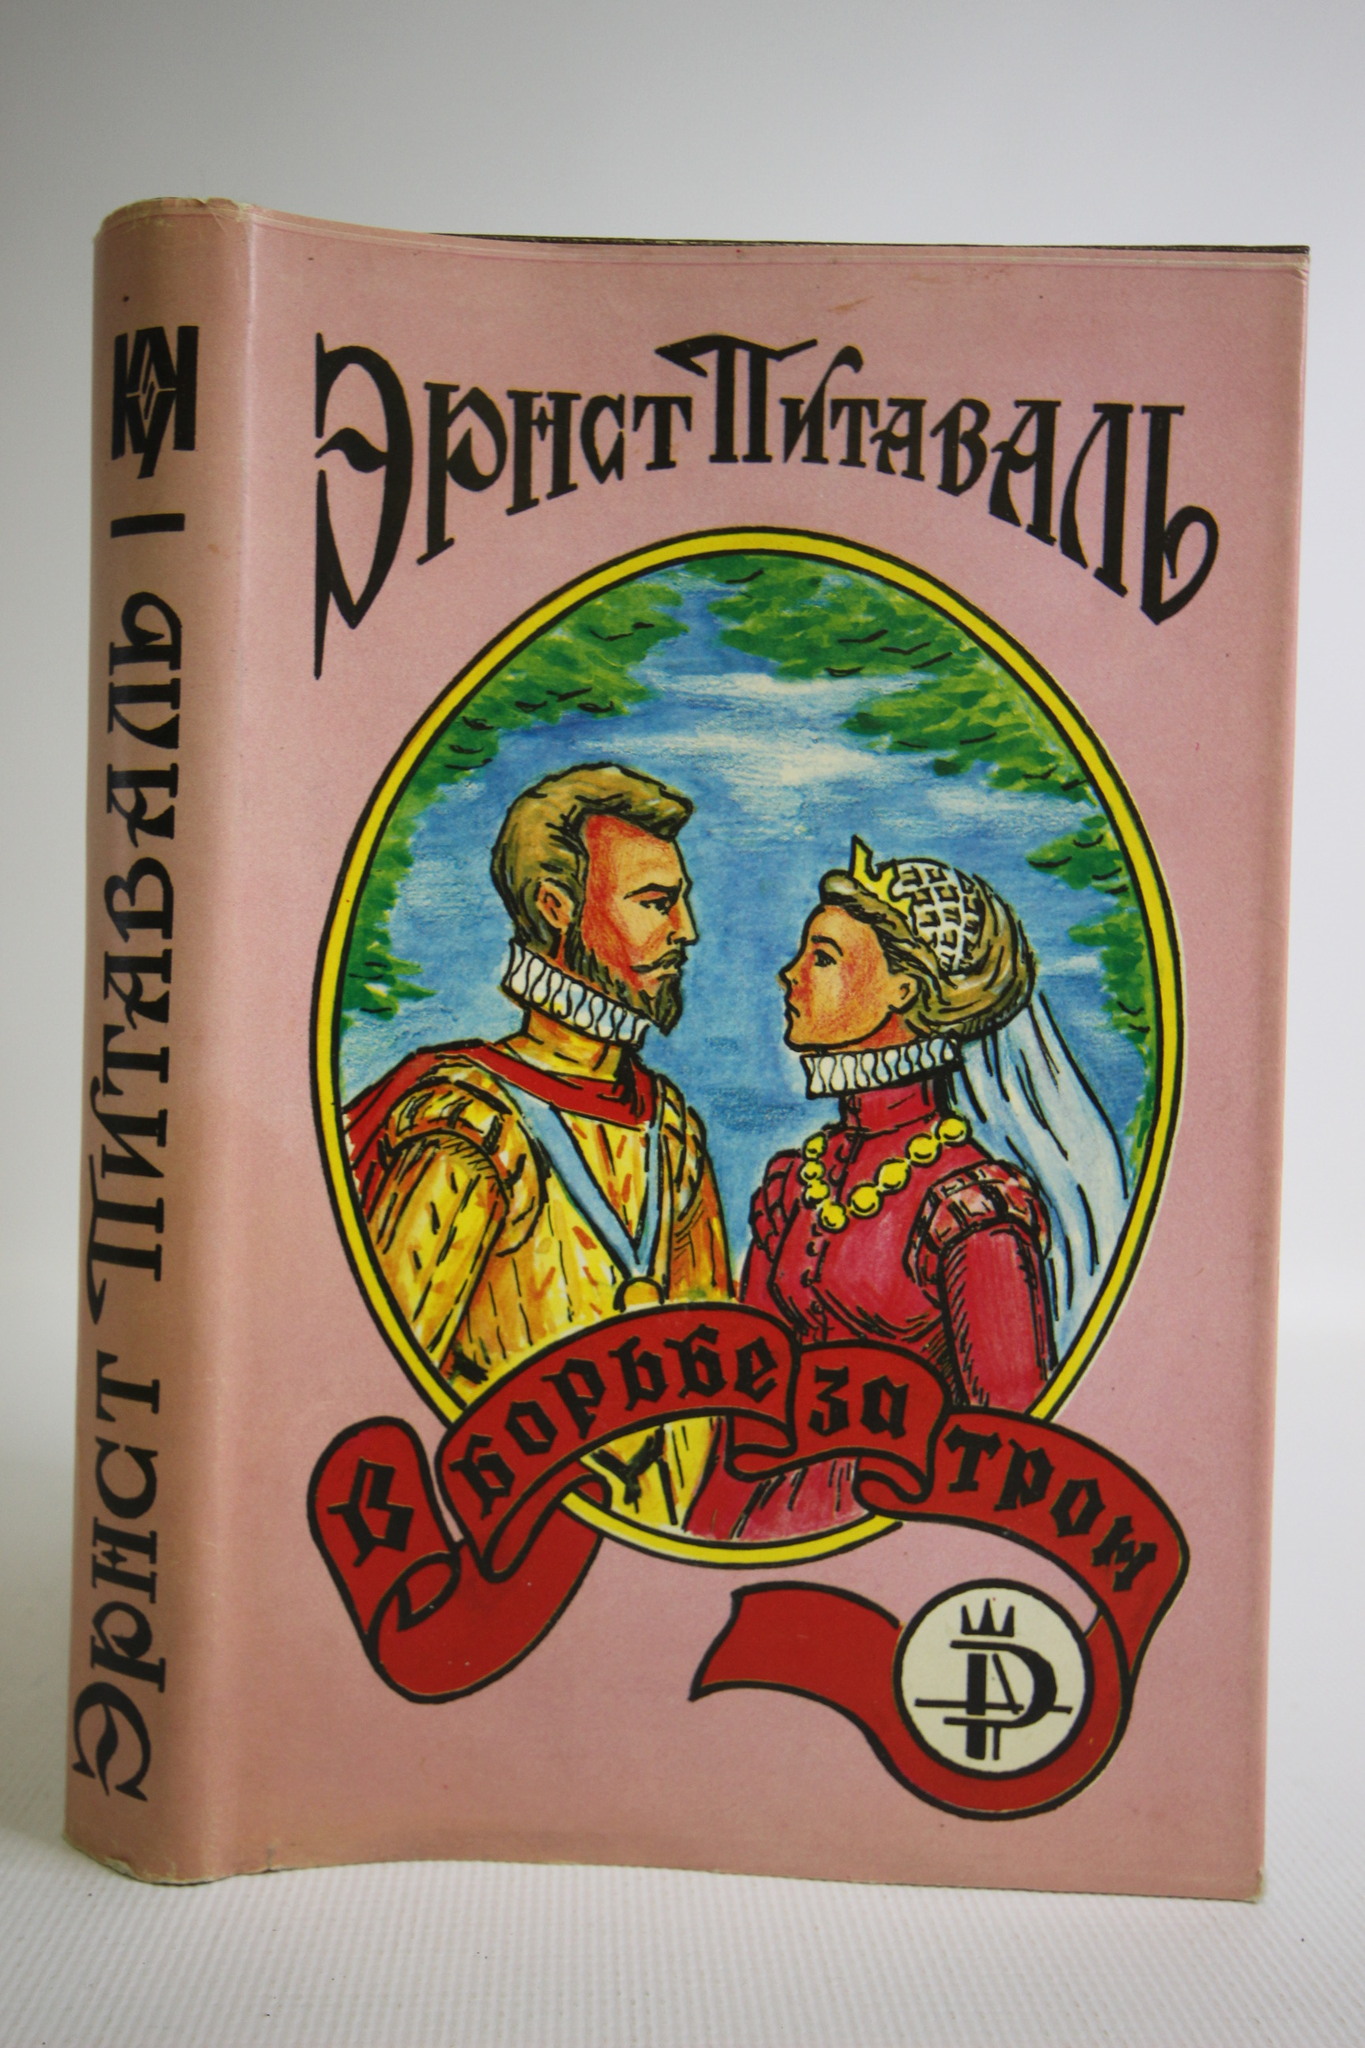 Эрнст Питаваль
В борьбе за трон
Эрнст Питаваль I